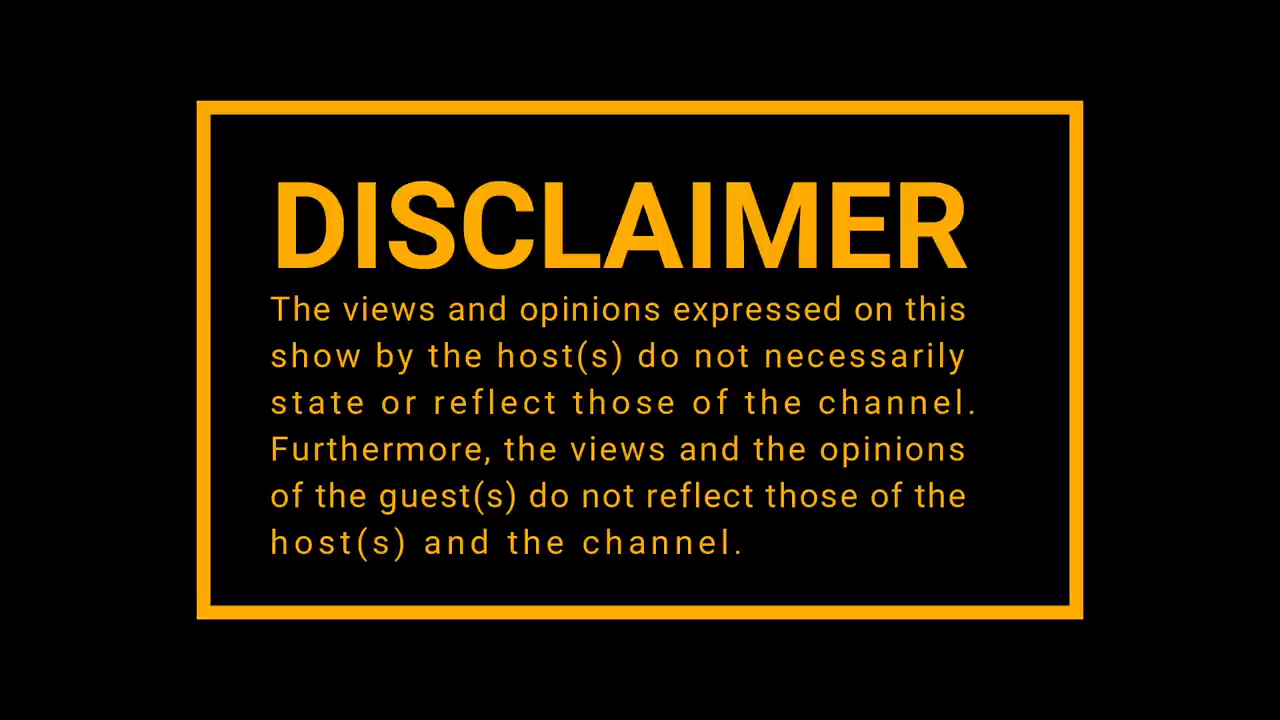 DISCLAIMER
The views and opinions expressed on this
show by the host(s) do not necessarily
state or reflect those of the channel.
Furthermore, the views and the opinions
of the guest(s) do not reflect those of the
host(s) and the channel.